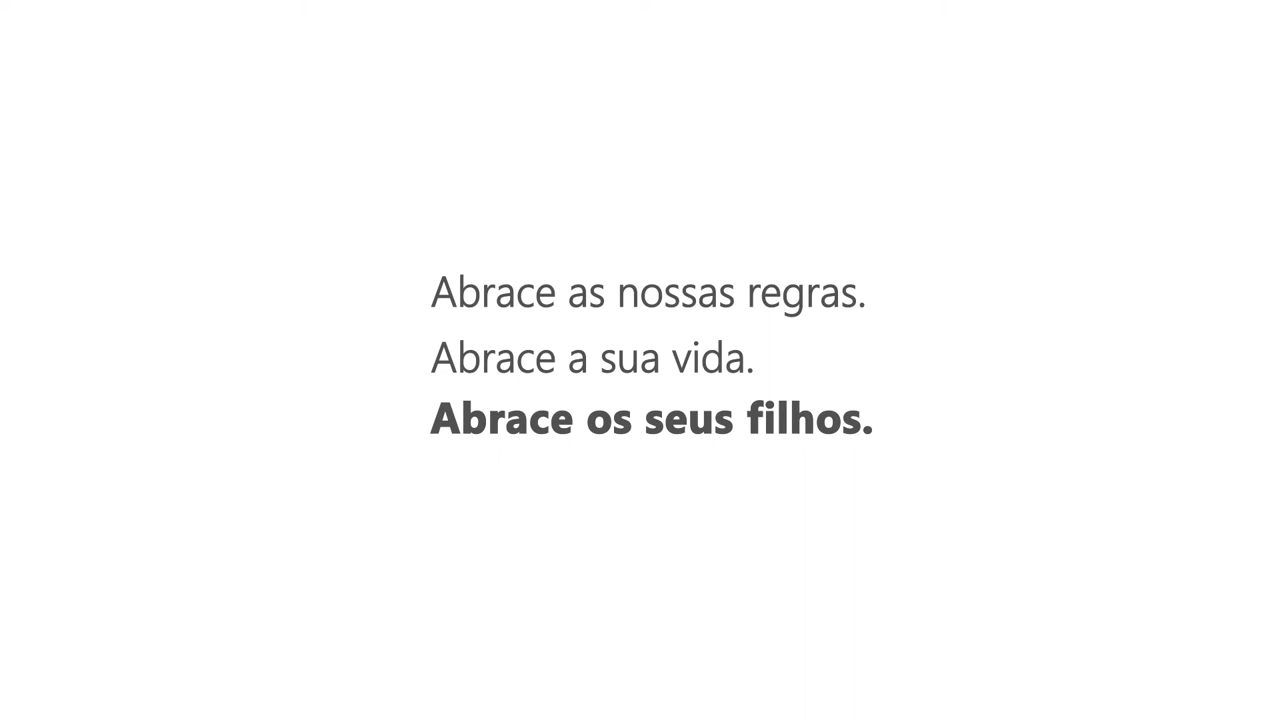 Abrace as nossas regras.
Abrace a sua vida.
Abrace os seus filhos.